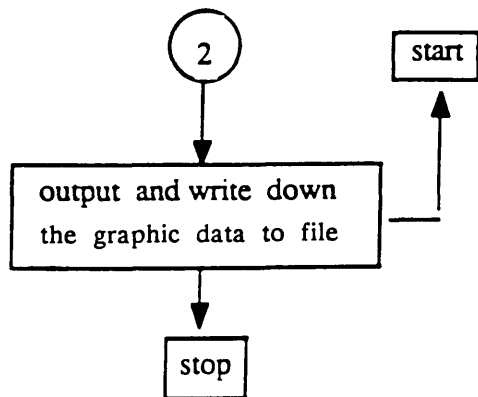 2
start
output and write down
the graphic data to file
stop